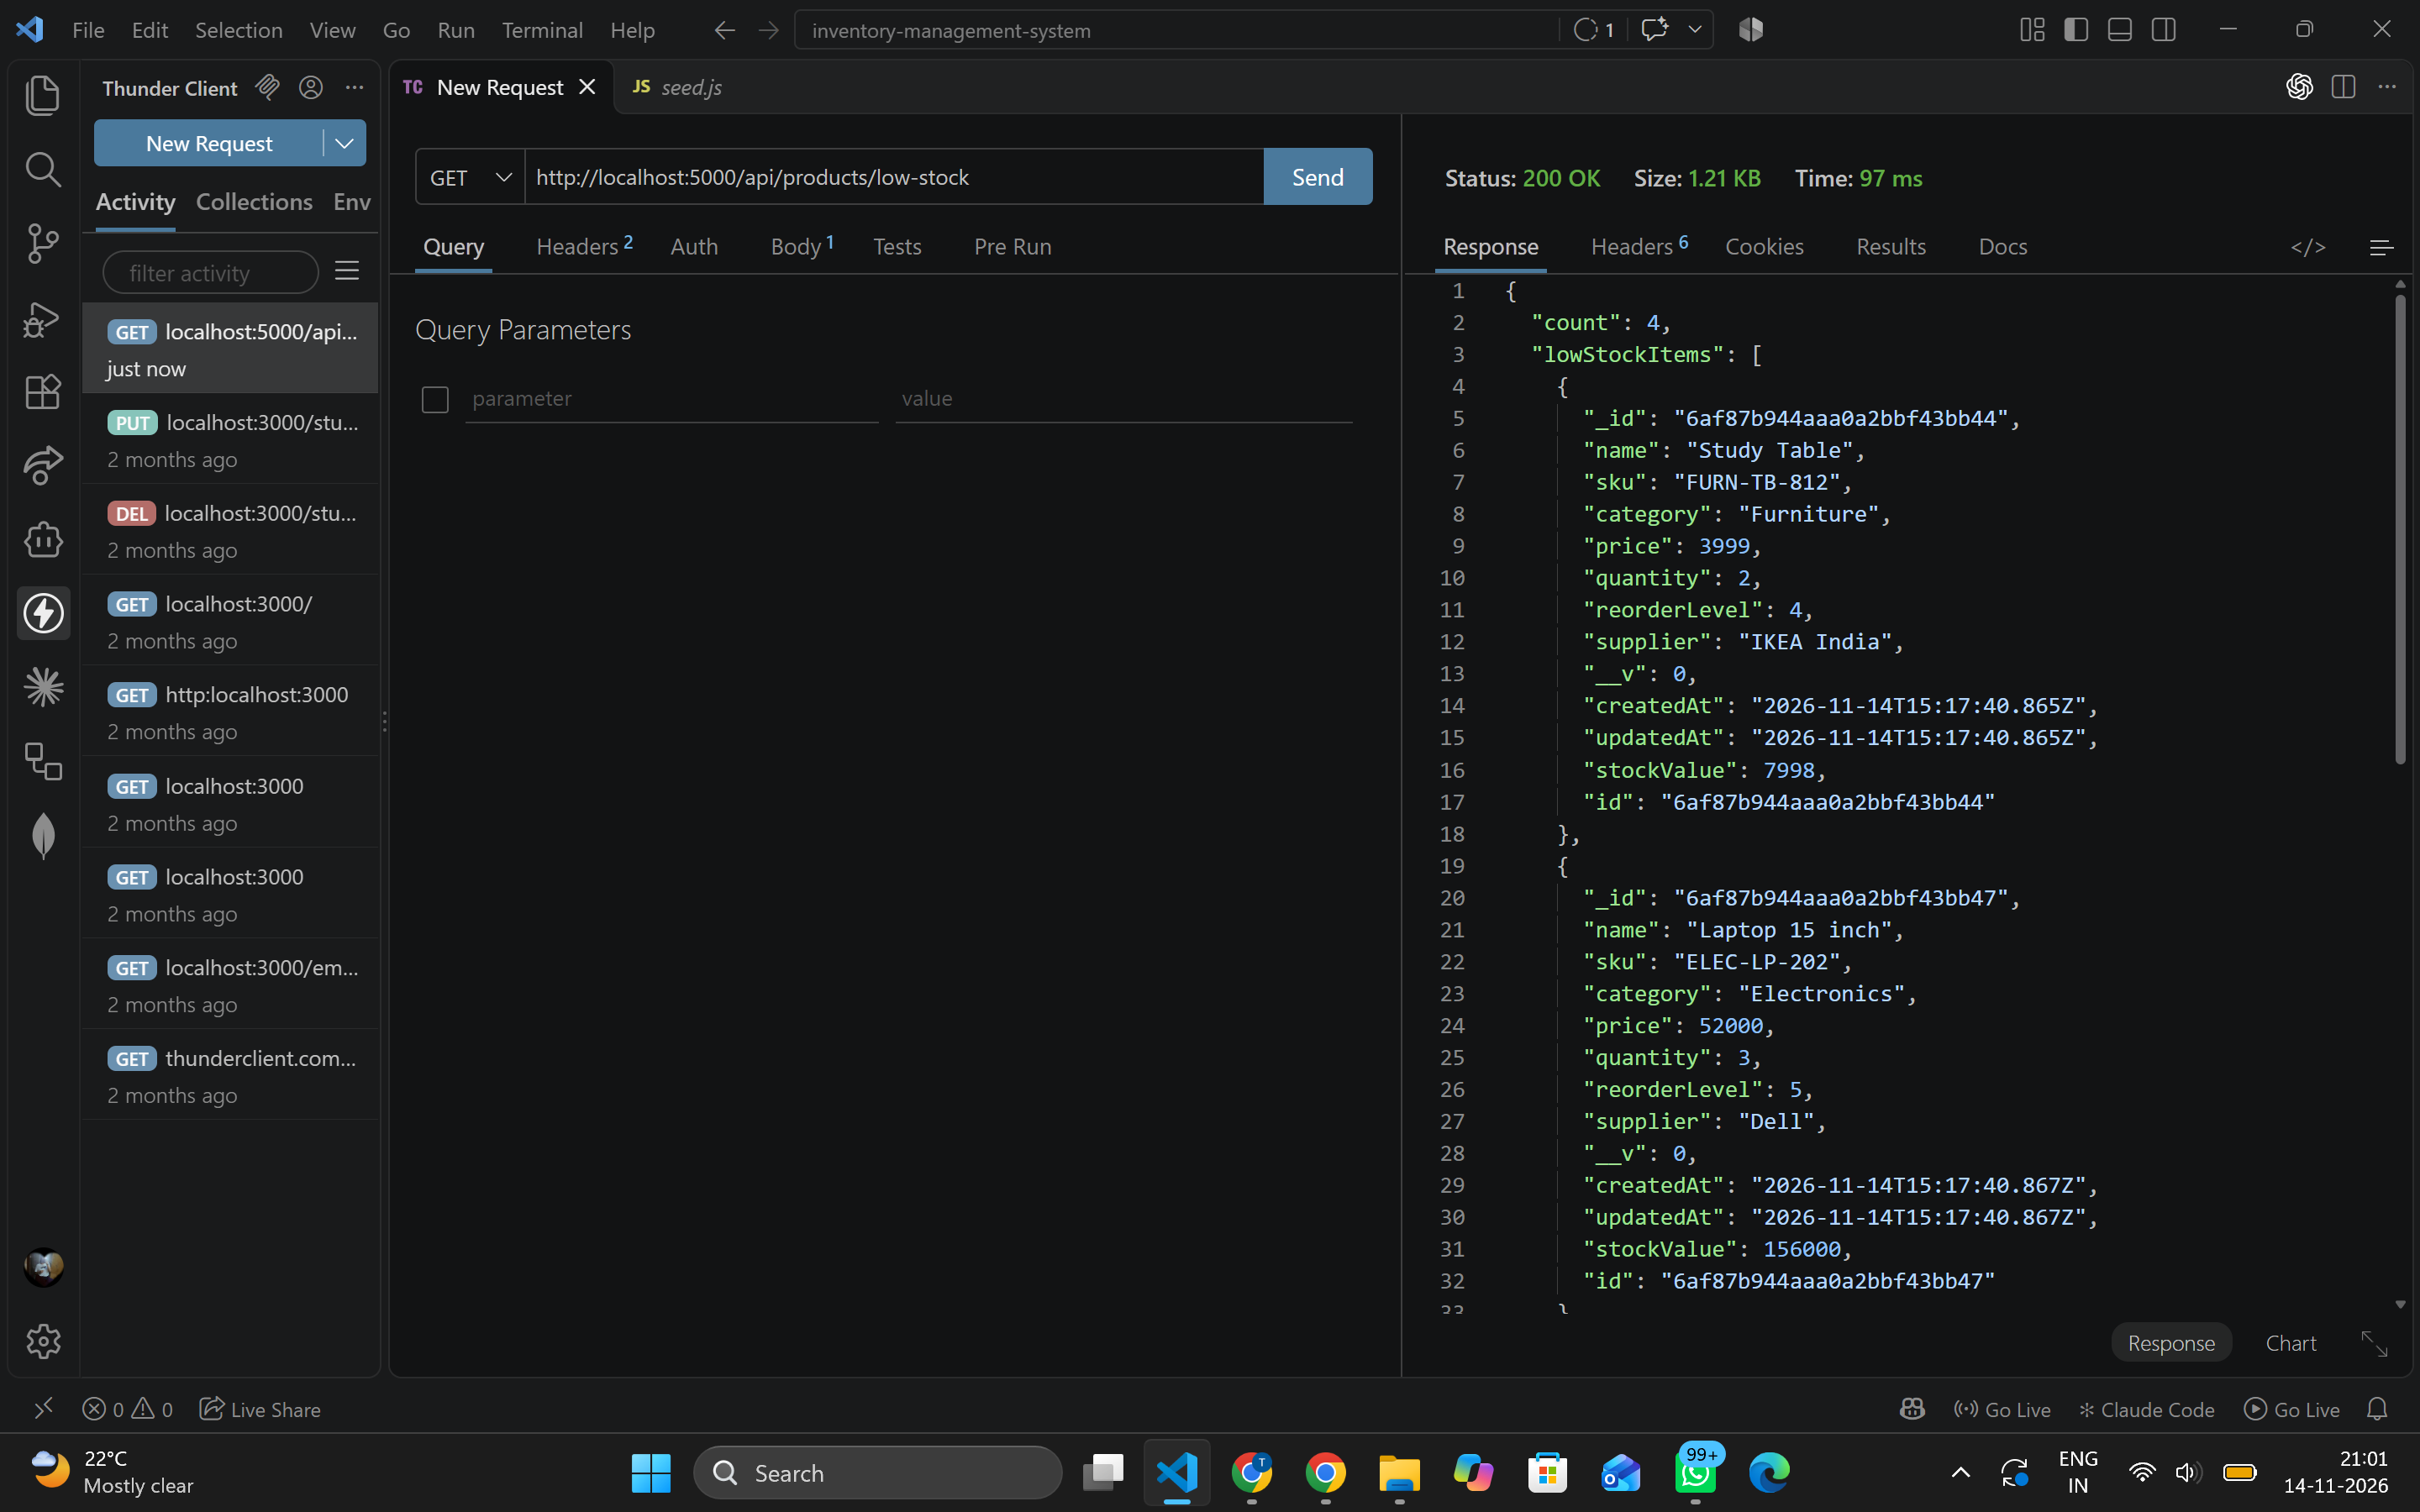 File Edit Selection View Go Run Terminal Help
inventory-management-system
1
Thunder Client
New Request
Activity Collections Env
filter activity
GET localhost:5000/api...
just now
PUT localhost:3000/stu...
2 months ago
DEL localhost:3000/stu...
2 months ago
GET localhost:3000/
2 months ago
GET http:localhost:3000
2 months ago
GET localhost:3000
2 months ago
GET localhost:3000
2 months ago
GET localhost:3000/em...
2 months ago
GET thunderclient.com...
2 months ago
TC New Request
JS seed.js
GET http://localhost:5000/api/products/low-stock Send
Query Headers 2 Auth Body 1 Tests Pre Run
Query Parameters
parameter value
Status: 200 OK Size: 1.21 KB Time: 97 ms
Response Headers 6 Cookies Results Docs </>
1 {
2 "count": 4,
3 "lowStockItems": [
4 {
5 "_id": "6af87b944aaa0a2bbf43bb44",
6 "name": "Study Table",
7 "sku": "FURN-TB-812",
8 "category": "Furniture",
9 "price": 3999,
10 "quantity": 2,
11 "reorderLevel": 4,
12 "supplier": "IKEA India",
13 "__v": 0,
14 "createdAt": "2026-11-14T15:17:40.865Z",
15 "updatedAt": "2026-11-14T15:17:40.865Z",
16 "stockValue": 7998,
17 "id": "6af87b944aaa0a2bbf43bb44"
18 },
19 {
20 "_id": "6af87b944aaa0a2bbf43bb47",
21 "name": "Laptop 15 inch",
22 "sku": "ELEC-LP-202",
23 "category": "Electronics",
24 "price": 52000,
25 "quantity": 3,
26 "reorderLevel": 5,
27 "supplier": "Dell",
28 "__v": 0,
29 "createdAt": "2026-11-14T15:17:40.867Z",
30 "updatedAt": "2026-11-14T15:17:40.867Z",
31 "stockValue": 156000,
32 "id": "6af87b944aaa0a2bbf43bb47"
33 }
Response Chart
0 0 Live Share
Go Live Claude Code Go Live
22°C
Mostly clear
Search
T
99+
ENG
IN
21:01
14-11-2026